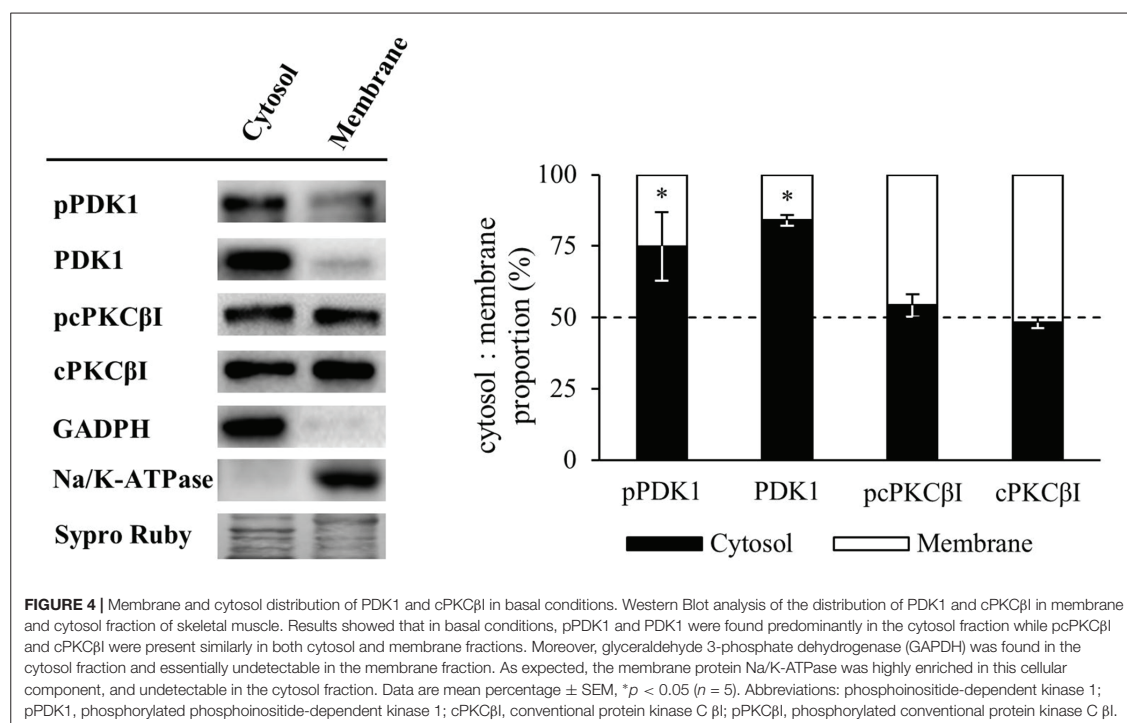 Cytosol
Membrane
pPDK1
PDK1
pcPKCβI
cPKCβI
GADPH
Na/K-ATPase
Sypro Ruby
cytosol : membrane
proportion (%)
100
75
50
25
0
*
*
pPDK1
PDK1
pcPKCβI
cPKCβI
Cytosol
Membrane
FIGURE 4 | Membrane and cytosol distribution of PDK1 and cPKCβI in basal conditions. Western Blot analysis of the distribution of PDK1 and cPKCβI in membrane
and cytosol fraction of skeletal muscle. Results showed that in basal conditions, pPDK1 and PDK1 were found predominantly in the cytosol fraction while pcPKCβI
and cPKCβI were present similarly in both cytosol and membrane fractions. Moreover, glyceraldehyde 3-phosphate dehydrogenase (GAPDH) was found in the
cytosol fraction and essentially undetectable in the membrane fraction. As expected, the membrane protein Na/K-ATPase was highly enriched in this cellular
component, and undetectable in the cytosol fraction. Data are mean percentage ± SEM, *p < 0.05 (n = 5). Abbreviations: phosphoinositide-dependent kinase 1;
pPDK1, phosphorylated phosphoinositide-dependent kinase 1; cPKCβI, conventional protein kinase C βI; pPKCβI, phosphorylated conventional protein kinase C βI.